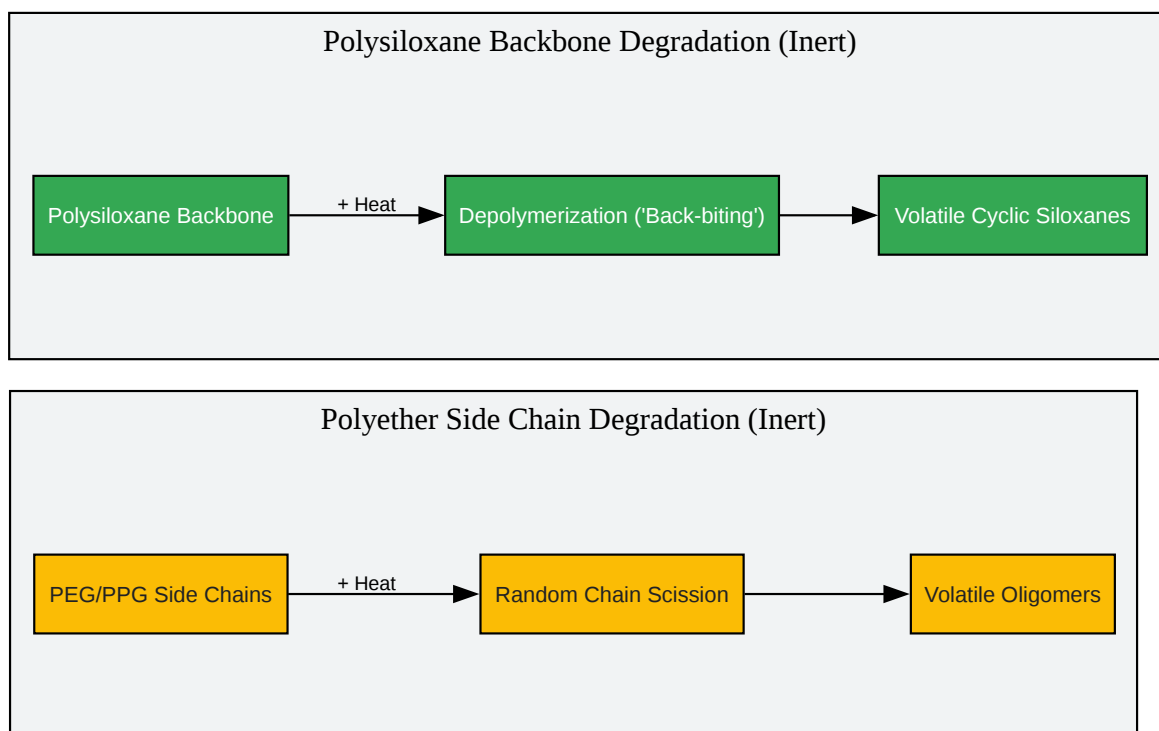 Polysiloxane Backbone Degradation (Inert)
Polysiloxane Backbone
+ Heat
Depolymerization ('Back-biting')
Volatile Cyclic Siloxanes
Polyether Side Chain Degradation (Inert)
PEG/PPG Side Chains
+ Heat
Random Chain Scission
Volatile Oligomers